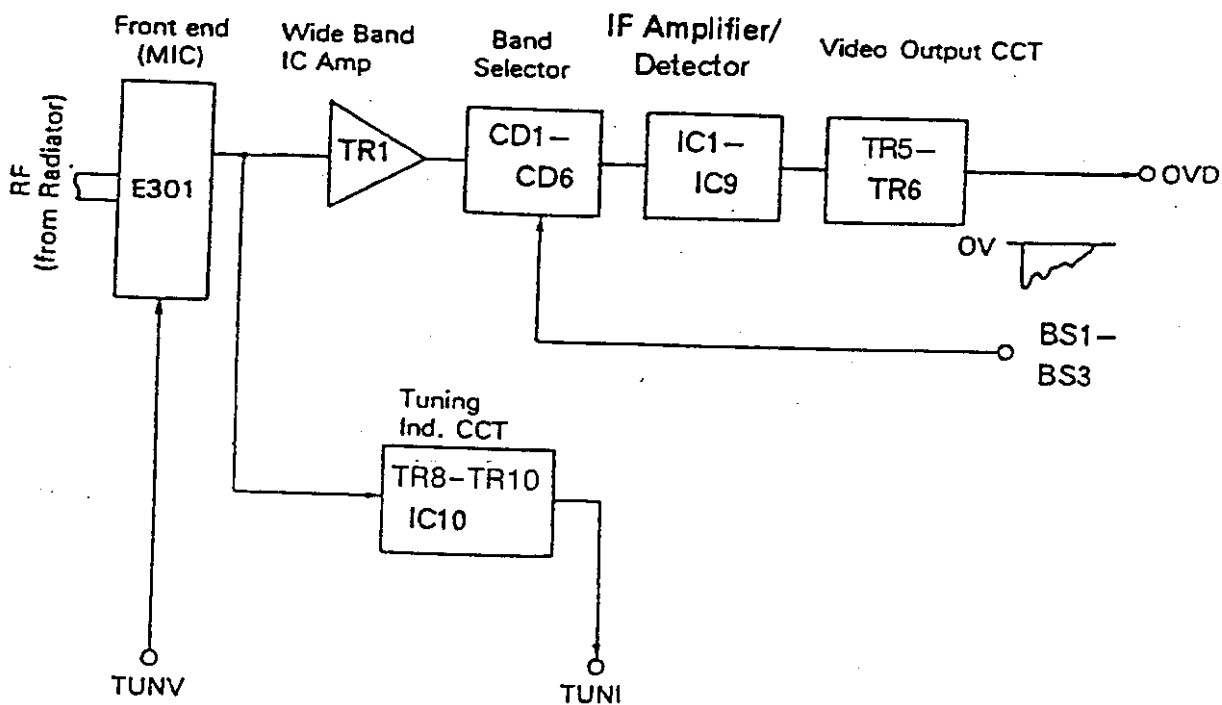 Front end
(MIC)
Wide Band
IC Amp
Band
Selector
IF Amplifier/
Detector
Video Output CCT
RF
(from Radiator)
E301
TR1
CD1–
CD6
IC1–
IC9
TR5–
TR6
OVD
OV
BS1–
BS3
Tuning
Ind. CCT
TR8–TR10
IC10
TUNV
TUNI